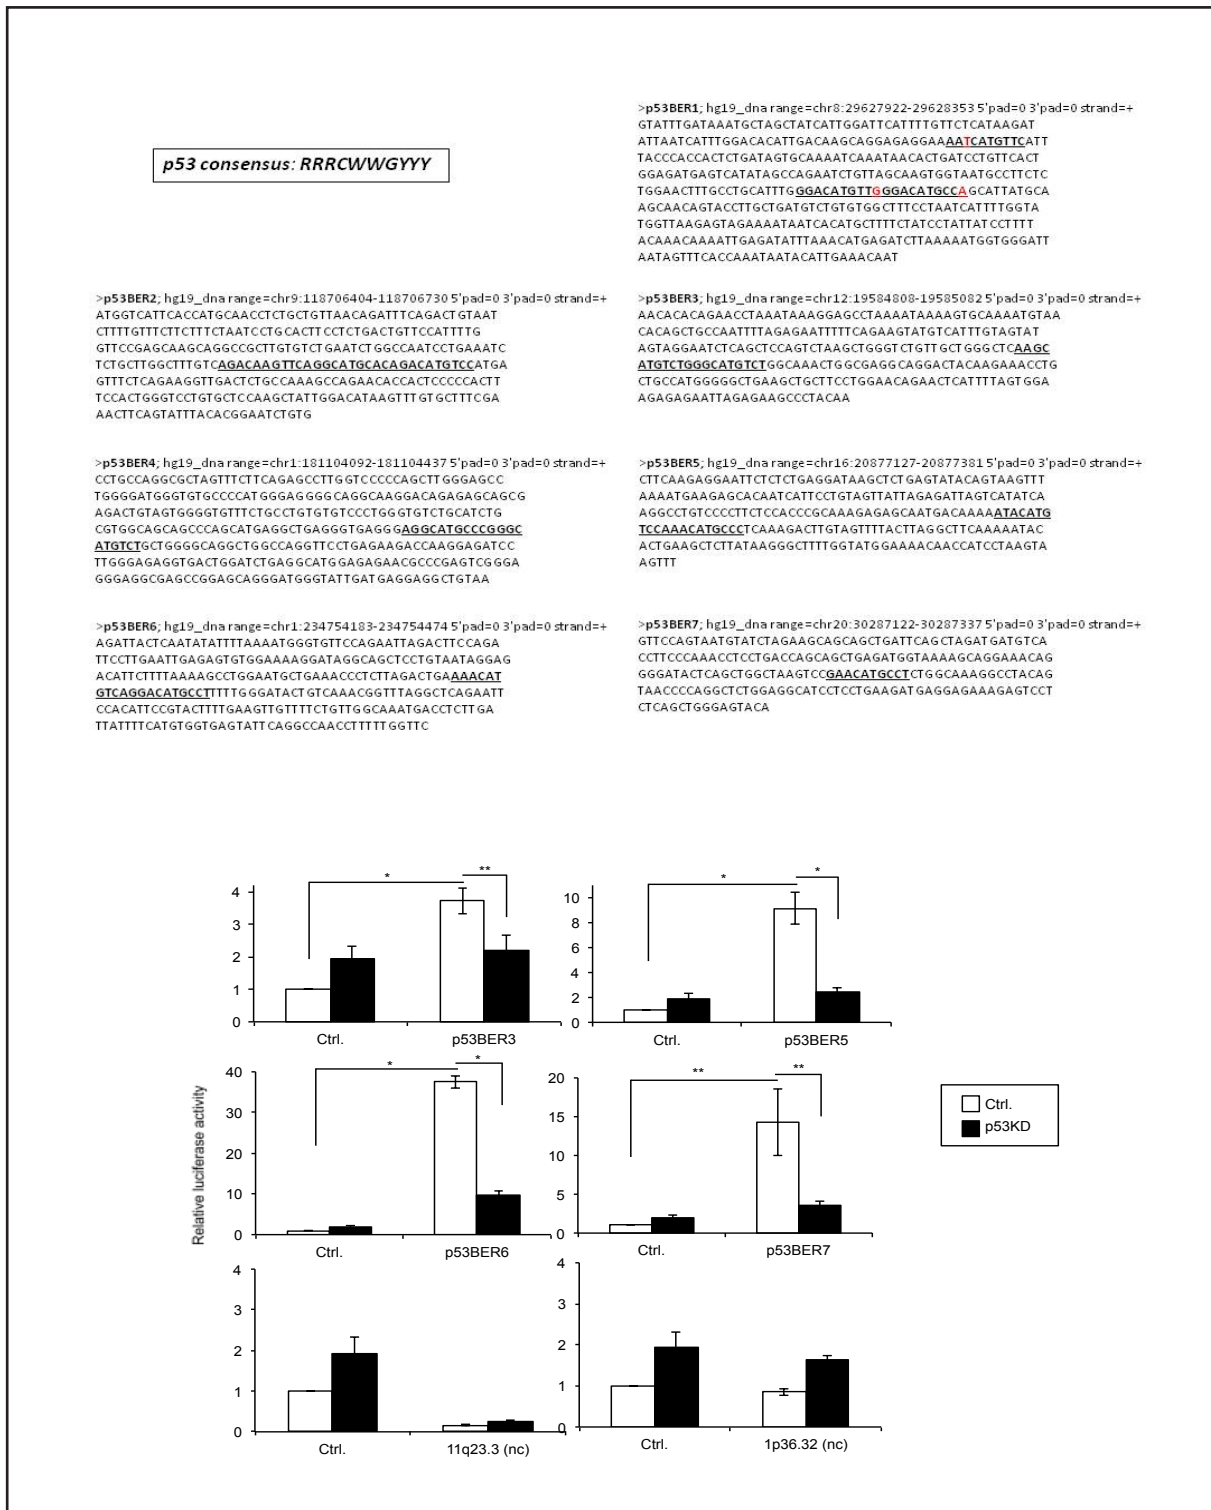 p53 consensus: RRRCWWGYYY
>p53BER1; hg19_dna range=chr8:29627922-29628353 5'pad=0 3'pad=0 strand=+
GTATTTGATAAATGCTAGCTATCATTGGATTCATTTTGTTCTCATAAGAT
ATTAATCATTTGGACACATTGACAAGCAGGAGAGGAAAATCATGTTCATT
TACCCACCACTCTGATAGTGCAAAATCAAATAACACTGATCCTGTTCACT
GGAGATGAGTCATATAGCCAGAATCTGTTAGCAAGTGGTAATGCCTTCTC
TGGAACTTTGCCTGCATTTGGGACATGTTGGGACATGCCAGCATTATGCA
AGCAACAGTACCTTGCTGATGTCTGTGTGGCTTTCCTAATCATTTTGGTA
TGGTTAAGAGTAGAAAATAATCACATGCTTTTCTATCCTATTATCCTTTT
ACAAACAAAATTGAGATATTTAAACATGAGATCTTAAAAATGGTGGGATT
AATAGTTTCACCAAATAATACATTGAAACAAT
>p53BER2; hg19_dna range=chr9:118706404-118706730 5'pad=0 3'pad=0 strand=+
ATGGTCATTCACCATGCAACCTCTGCTGTTAACAGATTTCAGACTGTAAT
CTTTTGTTTCTTCTTTCTAATCCTGCACTTCCTCTGACTGTTCCATTTTG
GTTCCGAGCAAGCAGGCCGCTTGTGTCTGAATCTGGCCAATCCTGAAATC
TCTGCTTGGCTTTGTCAGACAAGTTCAGGCATGCACAGACATGTCCATGA
GTTTCTCAGAAGGTTGACTCTGCCAAAGCCAGAACACCACTCCCCCACTT
TCCACTGGGTCCTGTGCTCCAAGCTATTGGACATAAGTTTGTGCTTTCGA
AACTTCAGTATTTACACGGAATCTGTG
>p53BER3; hg19_dna range=chr12:19584808-19585082 5'pad=0 3'pad=0 strand=+
AACACACAGAACCTAAATAAAGGAGCCTAAAATAAAAAGTGCAAAATGTAA
CACAGCTGCCAATTTTAGAGAATTTTTCAGAAGTATGTCATTTGTAGTAT
AGTAGGAATCTCAGCTCCAGTCTAAGCTGGGTCTGTTGCTGGGCTCAAGC
ATGTCTGGGCATGTCTGGCAAACTGGCGAGGCAGGACTACAAGAAACCTG
CTGCCATGGGGGCTGAAGCTGCTTCCTGGAACAGAACTCATTTTAGTGGA
AGAGAGAATTAGAGAAGCCCTACAA
>p53BER4; hg19_dna range=chr1:181104092-181104437 5'pad=0 3'pad=0 strand=+
CCTGCCAGGCGCTAGTTTCTTCAGAGCCTTGGTCCCCCAGCTTGGGAGCC
TGGGGATGGGTGTGCCCCATGGGAGGGGCAGGCAAGGACAGAGAGCAGCG
AGACTGTAGTGGGGTGTTTCTGCCTGTGTGTCCCTGGGTGTCTGCATCTG
CGTGGCAGCAGCCCAGCATGAGGCTGAGGGTGAGGGAGGCATGCCCGGGC
ATGTCTGCTGGGGCAGGCTGGCCAGGTTCCTGAGAAGACCAAGGAGATCC
TTGGGAGAGGTGACTGGATCTGAGGCATGGAGAGAACGCCCGAGTCGGGA
GGGAGGCGAGCCGGAGCAGGGATGGGTATTGATGAGGAGGCTGTAA
>p53BER5; hg19_dna range=chr16:20877127-20877381 5'pad=0 3'pad=0 strand=+
CTTCAAGAGGAATTCTCTCTGAGGATAAGCTCTGAGTATACAGTAAGTTT
AAAATGAAGAGCACAATCATTCCTGTAGTTATTAGAGATTAGTCATATCA
AGGCCTGTCCCCTTCTCCACCCGCAAAGAGAGCAATGACAAAAATACATG
TCCAAACATGCCCTCAAAGACTTGTAGTTTTACTTAGGCTTCAAAAATAC
ACTGAAGCTCTTATAAGGGCTTTTGGTATGGAAAACAACCATCCTAAGTA
AGTTT
>p53BER6; hg19_dna range=chr1:234754183-234754474 5'pad=0 3'pad=0 strand=+
AGATTACTCAATATATTTTAAAATGGGTGTTCCAGAATTAGACTTCCAGA
TTCCTTGAATTGAGAGTGTGGAAAAGGATAGGCAGCTCCTGTAATAGGAG
ACATTCTTTTAAAAGCCTGGAATGCTGAAACCCTCTTAGACTGAAAACAT
GTCAGGACATGCCTTTTTGGGATACTGTCAAACGGTTTAGGCTCAGAATT
CCACATTCCGTACTTTTGAAGTTGTTTTCTGTTGGCAAATGACCTCTTGA
TTATTTTCATGTGGTGAGTATTCAGGCCAACCTTTTTGGTTC
>p53BER7; hg19_dna range=chr20:30287122-30287337 5'pad=0 3'pad=0 strand=+
GTTCCAGTAATGTATCTAGAAGCAGCAGCTGATTCAGCTAGATGATGTCA
CCTTCCCAAACCTCCTGACCAGCAGCTGAGATGGTAAAAGCAGGAAACAG
GGGATACTCAGCTGGCTAAGTCCGAACATGCCTCTGGCAAAGGCCTACAG
TAACCCCAGGCTCTGGAGGCATCCTCCTGAAGATGAGGAGAAAGAGTCCT
CTCAGCTGGGAGTACA
Relative luciferase activity
* **
4
3
2
1
0
Ctrl. p53BER3
* *
10
8
6
4
2
0
Ctrl. p53BER5
* *
40
30
20
10
0
Ctrl. p53BER6
** **
20
15
10
5
0
Ctrl. p53BER7
Ctrl.
p53KD
4
3
2
1
0
Ctrl. 11q23.3 (nc)
4
3
2
1
0
Ctrl. 1p36.32 (nc)